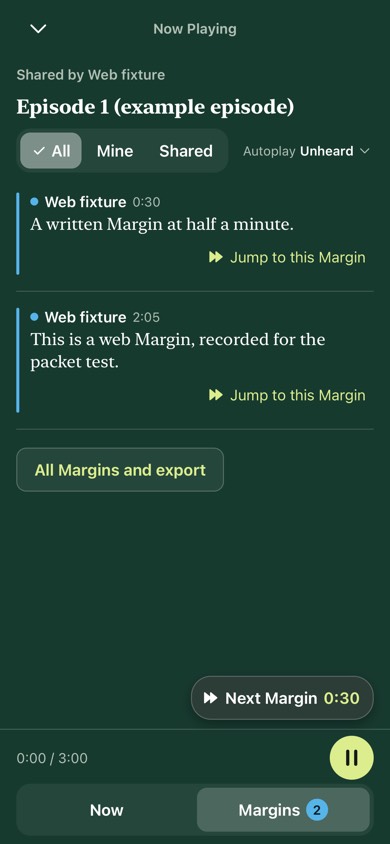 Now Playing
Shared by Web fixture
Episode 1 (example episode)
All Mine Shared Autoplay Unheard
Web fixture 0:30
A written Margin at half a minute.
Jump to this Margin
Web fixture 2:05
This is a web Margin, recorded for the
packet test.
Jump to this Margin
All Margins and export
Next Margin 0:30
0:00 / 3:00
Now Margins 2